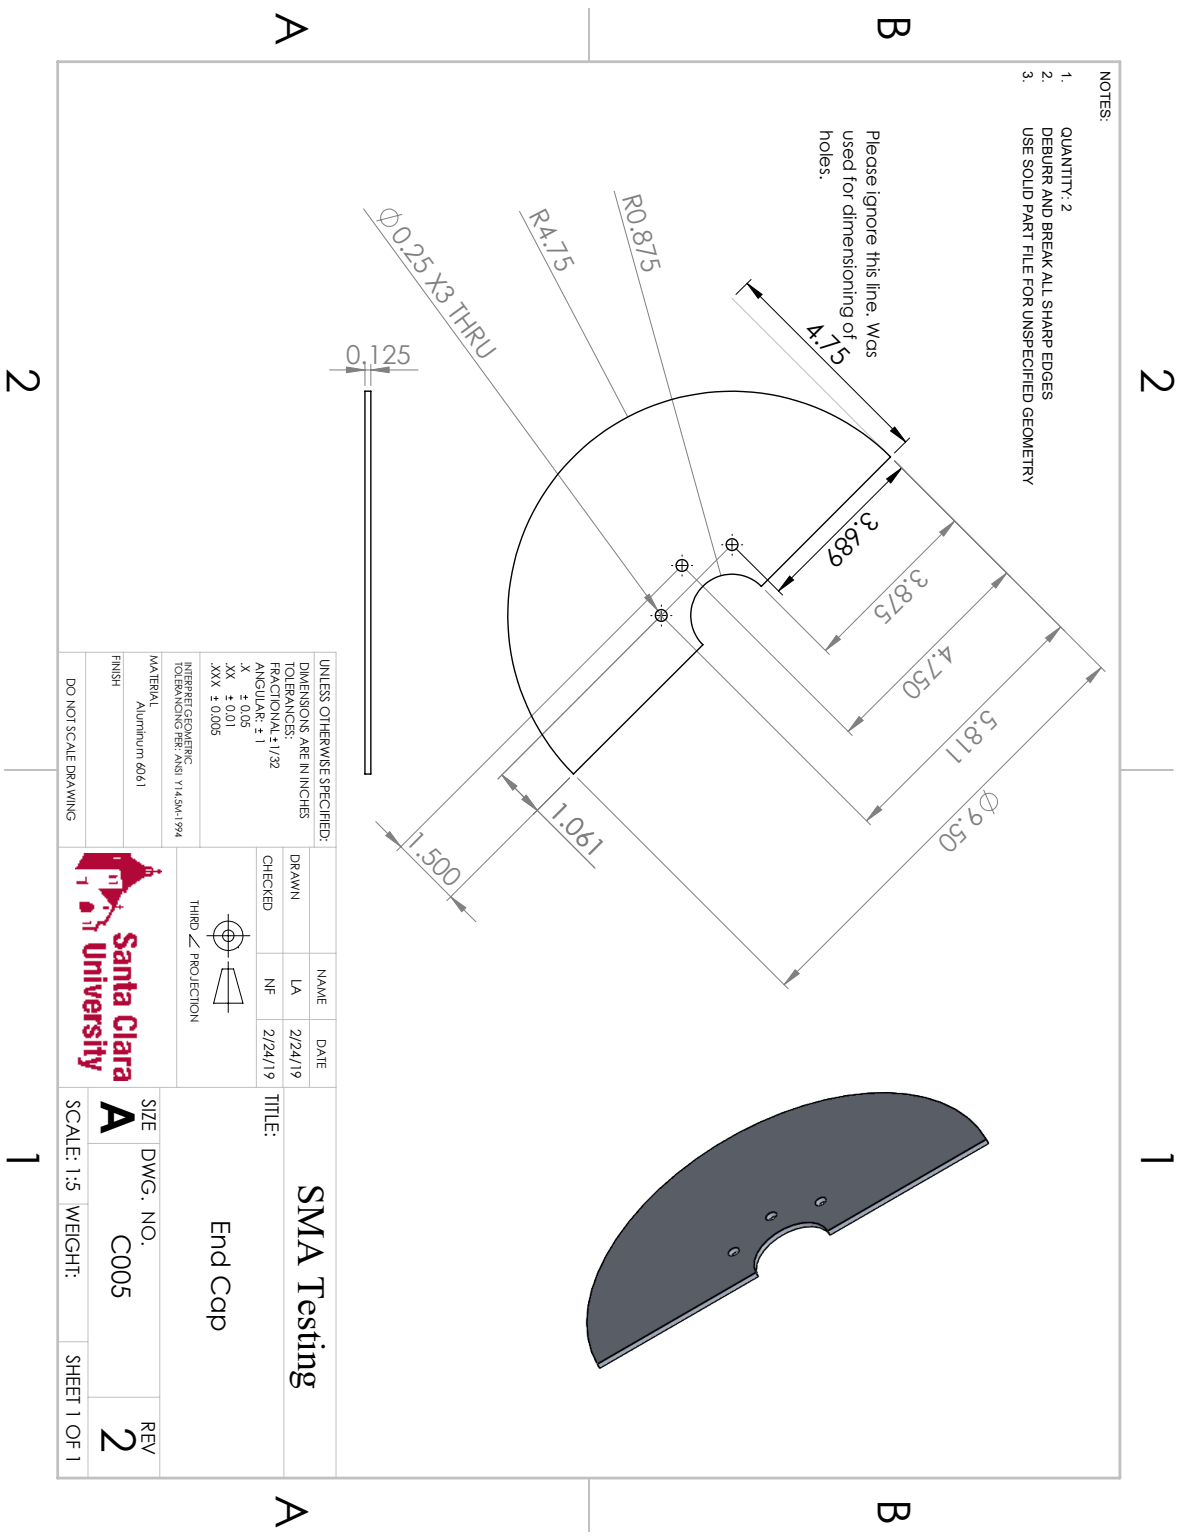 NOTES:
1. QUANTITY: 2
2. DEBURR AND BREAK ALL SHARP EDGES
3. USE SOLID PART FILE FOR UNSPECIFIED GEOMETRY
Please ignore this line. Was
used for dimensioning of
holes.
4.75
3.689
3.875
4.750
5.811
∅9.50
R0.875
R4.75
∅0.25 X3 THRU
0.125
1.061
1.500
UNLESS OTHERWISE SPECIFIED:
DIMENSIONS ARE IN INCHES
TOLERANCES:
FRACTIONAL ± 1/32
ANGULAR: ± 1
.X ± 0.05
.XX ± 0.01
.XXX ± 0.005
INTERPRET GEOMETRIC
TOLERANCING PER: ANSI Y14.5M-1994
MATERIAL
Aluminum 6061
FINISH
DO NOT SCALE DRAWING
NAME DATE
DRAWN LA 2/24/19
CHECKED NF 2/24/19
THIRD ∠ PROJECTION
Santa Clara
University
SMA Testing
TITLE:
End Cap
SIZE DWG. NO. REV
A C005 2
SCALE: 1:5 WEIGHT: SHEET 1 OF 1
2
1
2
1
B
A
B
A